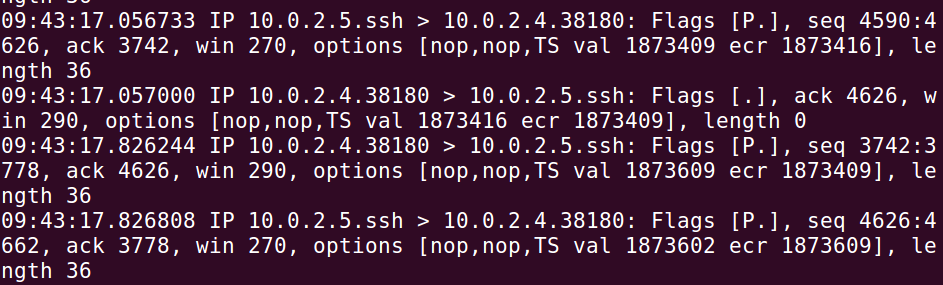 ngth 36
09:43:17.056733 IP 10.0.2.5.ssh > 10.0.2.4.38180: Flags [P.], seq 4590:4
626, ack 3742, win 270, options [nop,nop,TS val 1873409 ecr 1873416], le
ngth 36
09:43:17.057000 IP 10.0.2.4.38180 > 10.0.2.5.ssh: Flags [.], ack 4626, w
in 290, options [nop,nop,TS val 1873416 ecr 1873409], length 0
09:43:17.826244 IP 10.0.2.4.38180 > 10.0.2.5.ssh: Flags [P.], seq 3742:3
778, ack 4626, win 290, options [nop,nop,TS val 1873609 ecr 1873409], le
ngth 36
09:43:17.826808 IP 10.0.2.5.ssh > 10.0.2.4.38180: Flags [P.], seq 4626:4
662, ack 3778, win 270, options [nop,nop,TS val 1873602 ecr 1873609], le
ngth 36